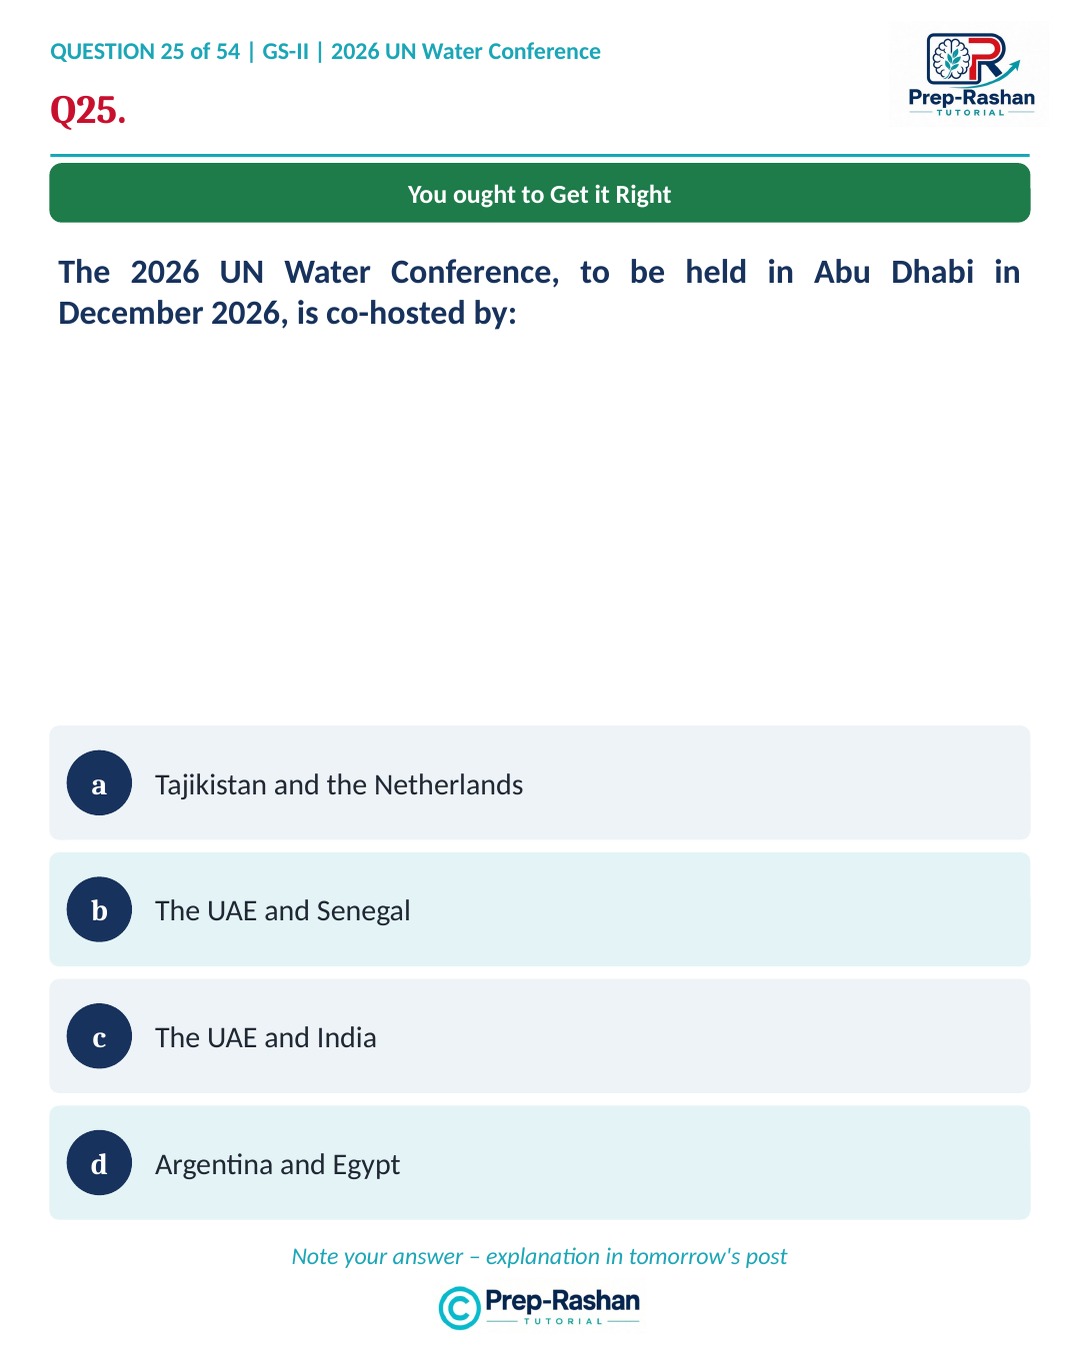 QUESTION 25 of 54 | GS-II | 2026 UN Water Conference
Q25.
Prep-Rashan
TUTORIAL
You ought to Get it Right
The 2026 UN Water Conference, to be held in Abu Dhabi in
December 2026, is co-hosted by:
a Tajikistan and the Netherlands
b The UAE and Senegal
c The UAE and India
d Argentina and Egypt
Note your answer – explanation in tomorrow's post
© Prep-Rashan
TUTORIAL